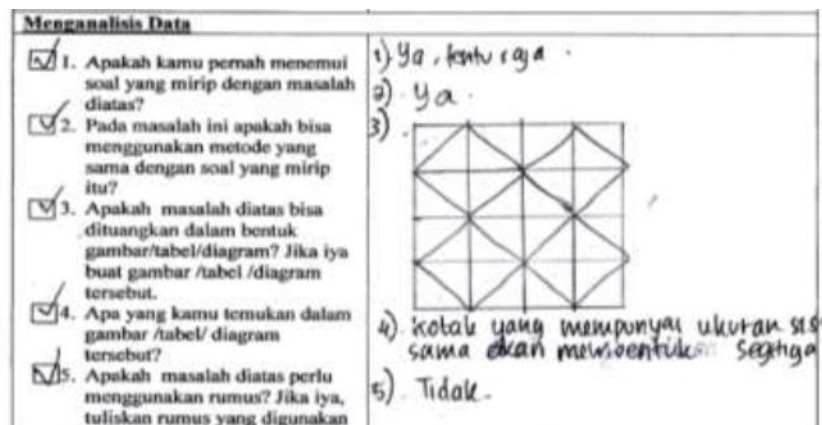 Menganalisis Data
1. Apakah kamu pernah menemui
soal yang mirip dengan masalah
diatas?
2. Pada masalah ini apakah bisa
menggunakan metode yang
sama dengan soal yang mirip
itu?
3. Apakah masalah diatas bisa
dituangkan dalam bentuk
gambar/tabel/diagram? Jika iya
buat gambar /tabel /diagram
tersebut.
4. Apa yang kamu temukan dalam
gambar /tabel/ diagram
tersebut?
5. Apakah masalah diatas perlu
menggunakan rumus? Jika iya,
tuliskan rumus yang digunakan
1) Ya, tentu
2). Ya.
3).
4). kotak yang mempunyai ukuran sisi
sama akan membentuk segitiga
5). Tidak.